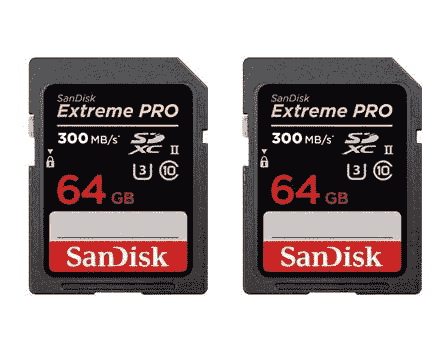 SanDisk
Extreme PRO
300 MB/s* SD XC II
U3 10
64 GB
SanDisk
SanDisk
Extreme PRO
300 MB/s* SD XC II
U3 10
64 GB
SanDisk